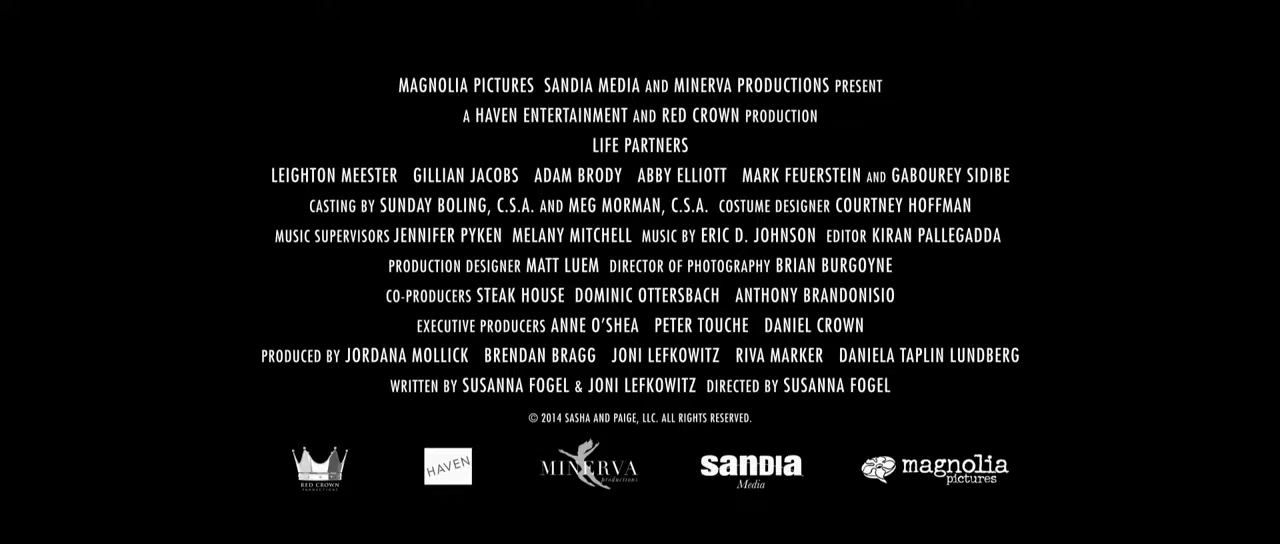 MAGNOLIA PICTURES SANDIA MEDIA AND MINERVA PRODUCTIONS PRESENT
A HAVEN ENTERTAINMENT AND RED CROWN PRODUCTION
LIFE PARTNERS
LEIGHTON MEESTER GILLIAN JACOBS ADAM BRODY ABBY ELLIOTT MARK FEUERSTEIN AND GABOUREY SIDIBE
CASTING BY SUNDAY BOLING, C.S.A. AND MEG MORMAN, C.S.A. COSTUME DESIGNER COURTNEY HOFFMAN
MUSIC SUPERVISORS JENNIFER PYKEN MELANY MITCHELL MUSIC BY ERIC D. JOHNSON EDITOR KIRAN PALLEGADDA
PRODUCTION DESIGNER MATT LUEM DIRECTOR OF PHOTOGRAPHY BRIAN BURGOYNE
CO-PRODUCERS STEAK HOUSE DOMINIC OTTERSBACH ANTHONY BRANDONISIO
EXECUTIVE PRODUCERS ANNE O'SHEA PETER TOUCHE DANIEL CROWN
PRODUCED BY JORDANA MOLLICK BRENDAN BRAGG JONI LEFKOWITZ RIVA MARKER DANIELA TAPLIN LUNDBERG
WRITTEN BY SUSANNA FOGEL & JONI LEFKOWITZ DIRECTED BY SUSANNA FOGEL
© 2014 SASHA AND PAIGE, LLC. ALL RIGHTS RESERVED.
RED CROWN
PRODUCTIONS
HAVEN
MINERVA
productions
SANDIA
Media
magnolia
pictures